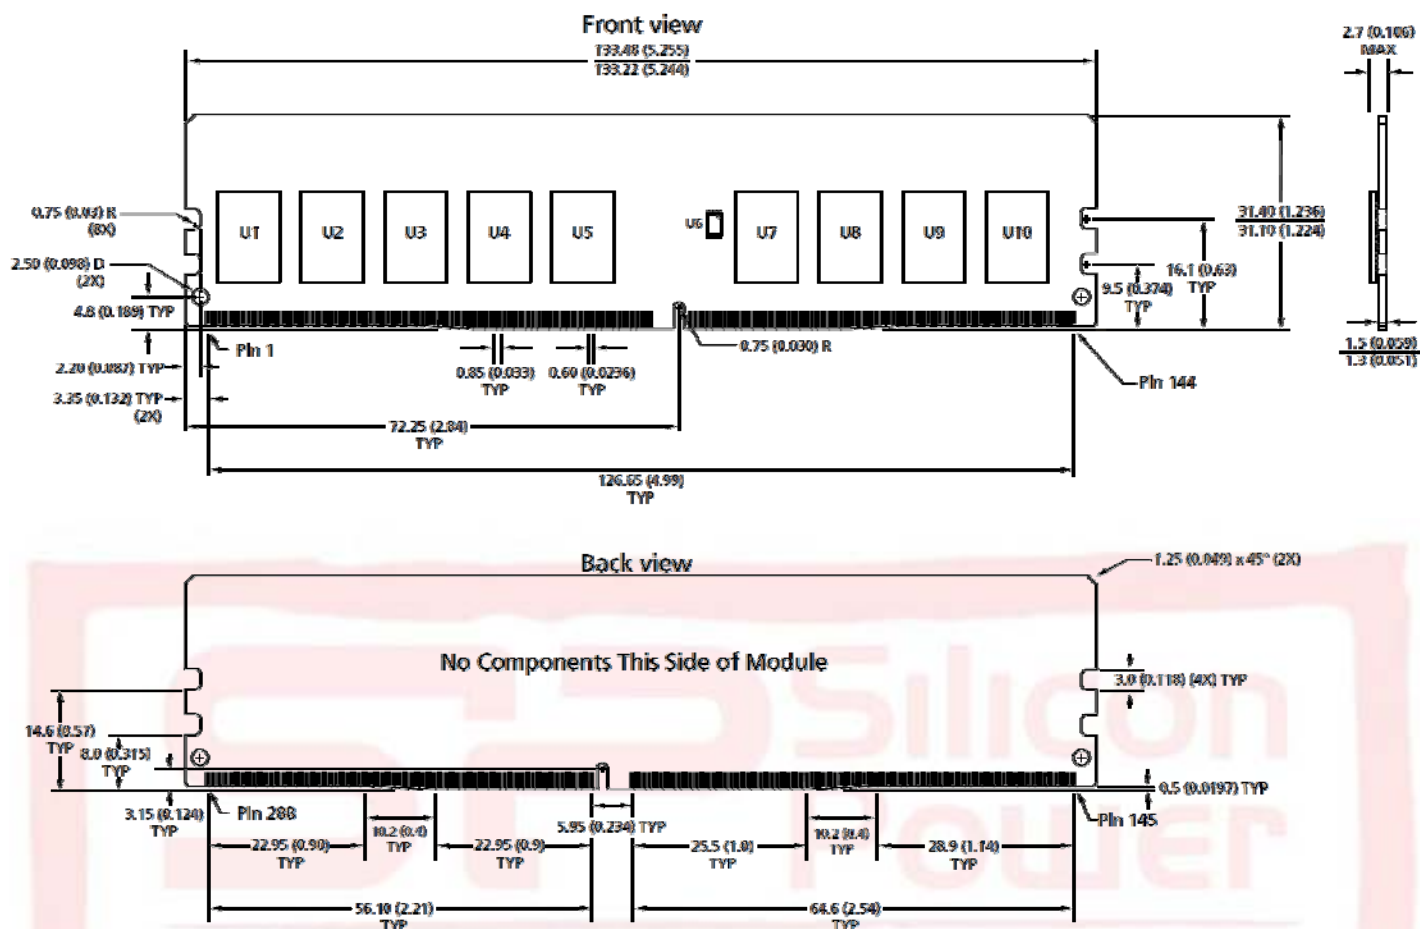 Front view
133.48 (5.255)
133.22 (5.244)
2.7 (0.106)
MAX
0.75 (0.03) R
(8X)
2.50 (0.098) D
(2X)
4.8 (0.189) TYP
2.20 (0.087) TYP
3.35 (0.132) TYP
(2X)
U1
U2
U3
U4
U5
U6
U7
U8
U9
U10
31.40 (1.236)
31.10 (1.224)
16.1 (0.63)
TYP
9.5 (0.374)
TYP
1.5 (0.059)
1.3 (0.051)
Pin 1
0.85 (0.033)
TYP
0.60 (0.0236)
TYP
0.75 (0.030) R
Pin 144
72.25 (2.84)
TYP
126.65 (4.99)
TYP
Back view
1.25 (0.049) x 45° (2X)
No Components This Side of Module
3.0 (0.118) (4X) TYP
14.6 (0.57)
TYP
8.0 (0.315)
TYP
3.15 (0.124)
TYP
0.5 (0.0197) TYP
Pin 288
Pin 145
5.95 (0.234) TYP
22.95 (0.90)
TYP
10.2 (0.4)
TYP
22.95 (0.9)
TYP
25.5 (1.0)
TYP
10.2 (0.4)
TYP
28.9 (1.14)
TYP
56.10 (2.21)
TYP
64.6 (2.54)
TYP
SP Silicon
Power